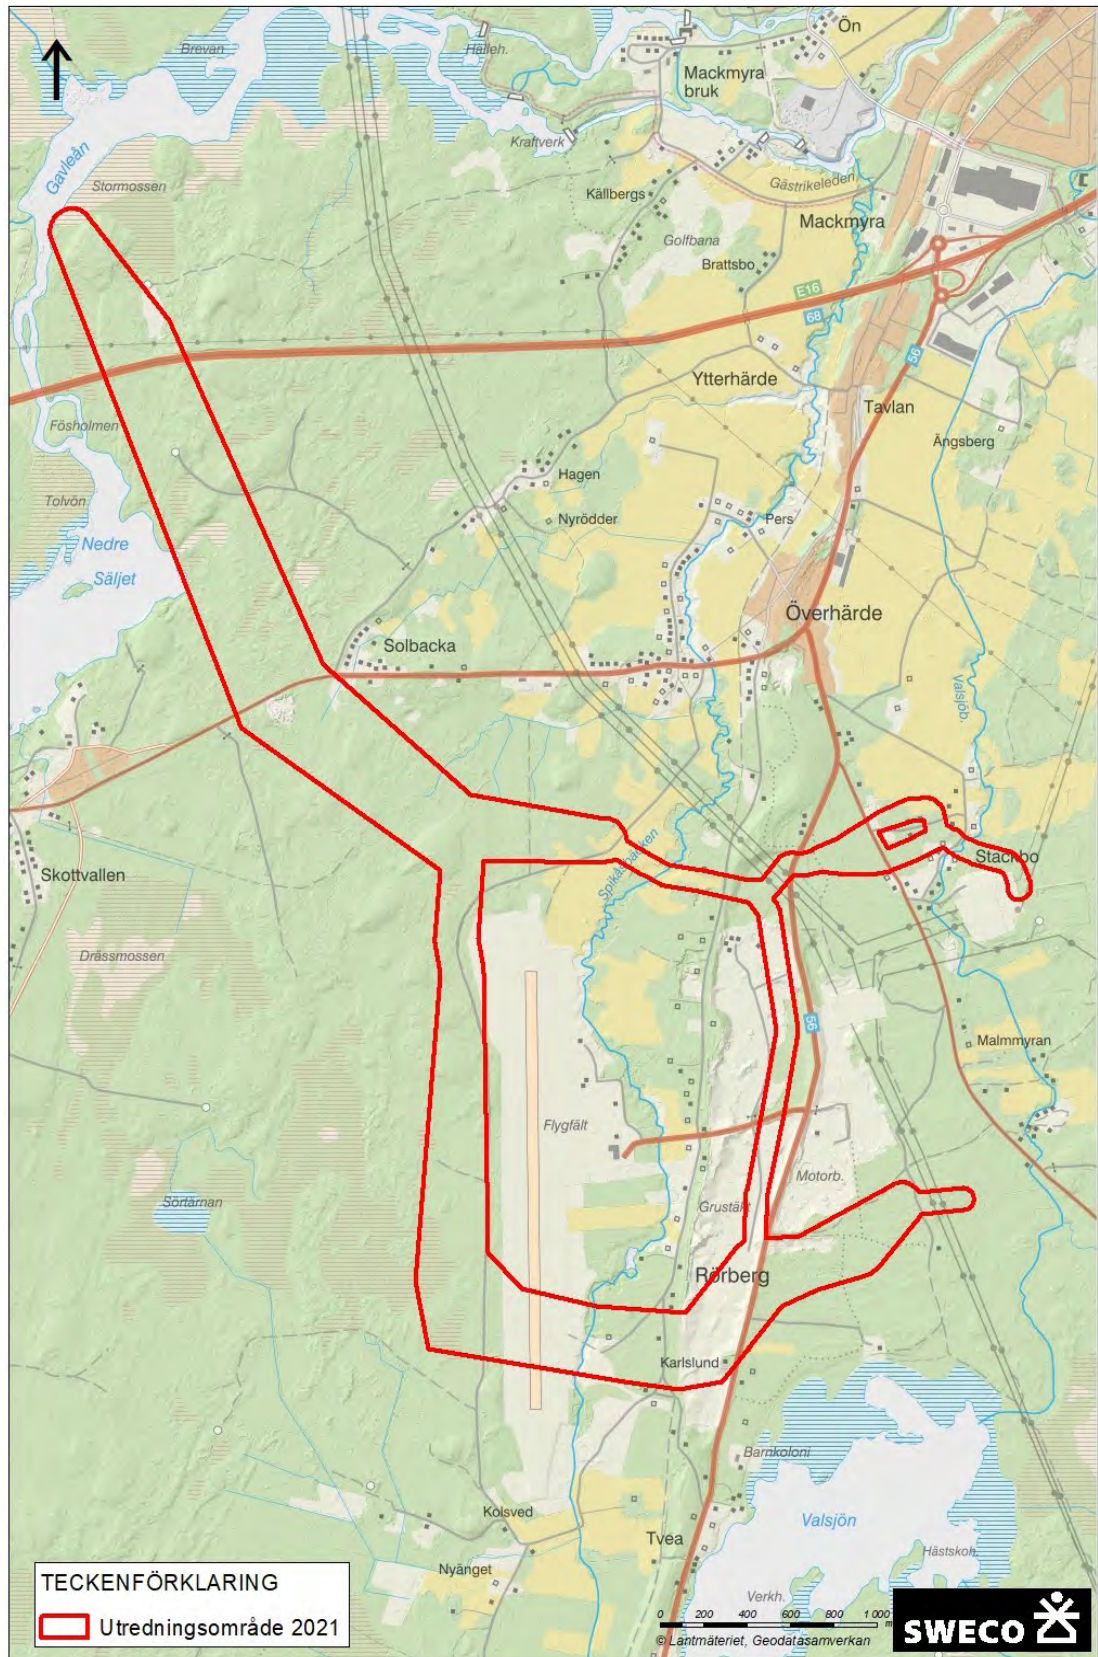 Ön
Brevan
Hälleh.
Mackmyra
bruk
Kraftverk
Gavleån
Stormossen
Gästrikeleden
Källbergs
Mackmyra
Golfbana
Brattsbo
E16
68
56
Ytterhärde
Tavlan
Fösholmen
Ängsberg
Hagen
Tolvön
Nyrödder
Pers
Nedre
Säljet
Överhärde
Solbacka
Valsjöb.
Spikåsbäcken
Stackbo
Skottvallen
Drässmossen
56
Malmmyran
Flygfält
Motorb.
Sörtärnan
Grustäkt
Rörberg
Karlslund
Barnkoloni
Kolsved
Valsjön
Tvea
Hästskoh.
Nyänget
Verkh.
TECKENFÖRKLARING
Utredningsområde 2021
0 200 400 600 800 1 000
m
© Lantmäteriet, Geodatasamverkan
SWECO